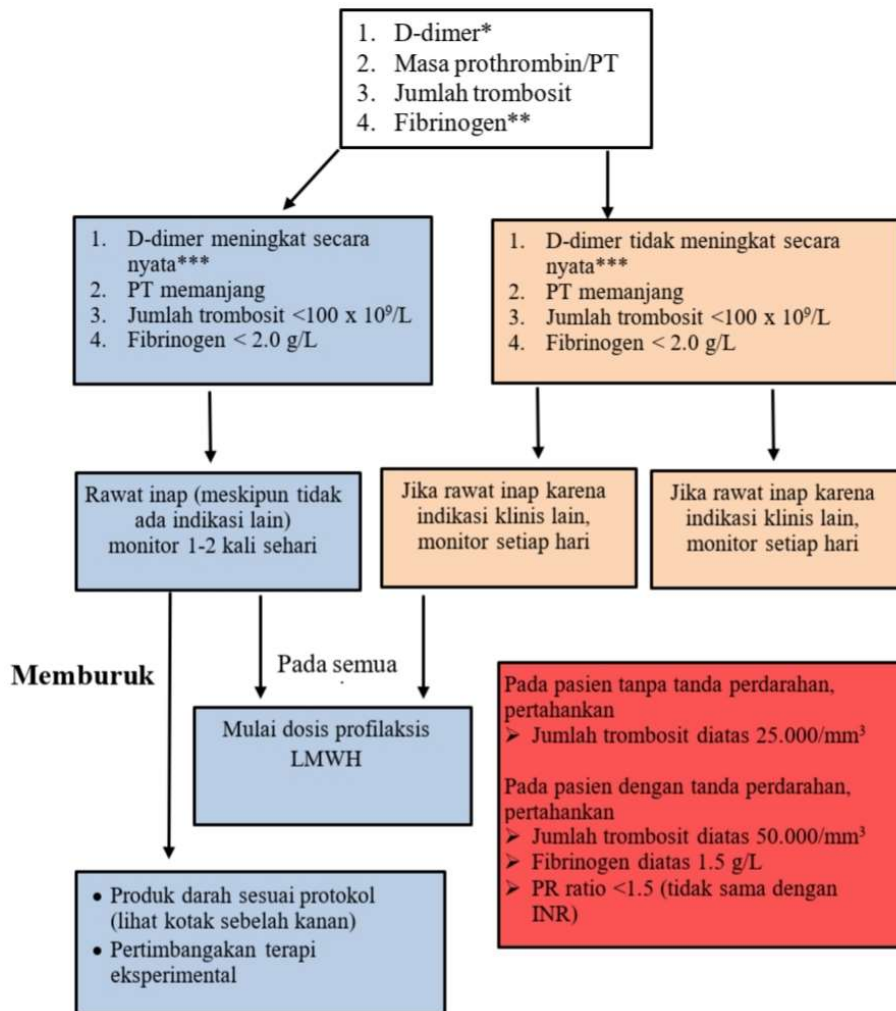 1. D-dimer*
2. Masa prothrombin/PT
3. Jumlah trombosit
4. Fibrinogen**
1. D-dimer meningkat secara
nyata***
2. PT memanjang
3. Jumlah trombosit <100 x 10⁹/L
4. Fibrinogen < 2.0 g/L
1. D-dimer tidak meningkat secara
nyata***
2. PT memanjang
3. Jumlah trombosit <100 x 10⁹/L
4. Fibrinogen < 2.0 g/L
Rawat inap (meskipun tidak
ada indikasi lain)
monitor 1-2 kali sehari
Jika rawat inap karena
indikasi klinis lain,
monitor setiap hari
Jika rawat inap karena
indikasi klinis lain,
monitor setiap hari
Memburuk
Pada semua
Mulai dosis profilaksis
LMWH
Pada pasien tanpa tanda perdarahan,
pertahankan
➢ Jumlah trombosit diatas 25.000/mm³
Pada pasien dengan tanda perdarahan,
pertahankan
➢ Jumlah trombosit diatas 50.000/mm³
➢ Fibrinogen diatas 1.5 g/L
➢ PR ratio <1.5 (tidak sama dengan
INR)
• Produk darah sesuai protokol
(lihat kotak sebelah kanan)
• Pertimbangakan terapi
eksperimental